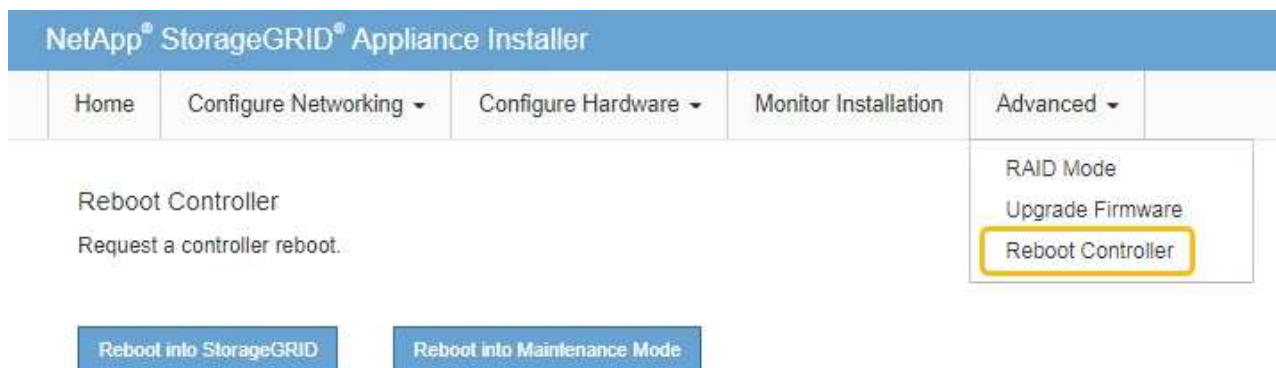 NetApp® StorageGRID® Appliance Installer
Home Configure Networking Configure Hardware Monitor Installation Advanced
RAID Mode
Upgrade Firmware
Reboot Controller
Reboot Controller
Request a controller reboot.
Reboot into StorageGRID Reboot into Maintenance Mode